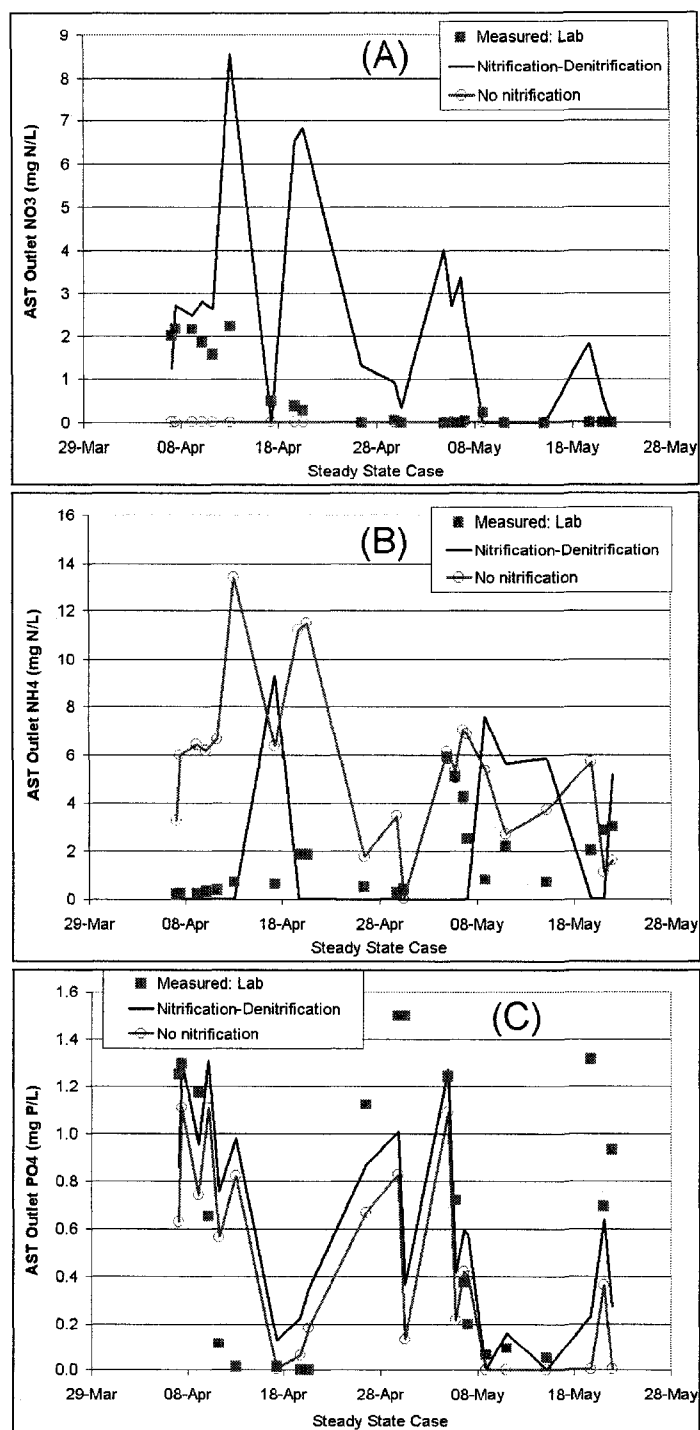 (A)
Measured: Lab
Nitrification-Denitrification
No nitrification
AST Outlet NO3 (mg N/L)
9
8
7
6
5
4
3
2
1
0
29-Mar 08-Apr 18-Apr 28-Apr 08-May 18-May 28-May
Steady State Case
(B)
Measured: Lab
Nitrification-Denitrification
No nitrification
AST Outlet NH4 (mg N/L)
16
14
12
10
8
6
4
2
0
29-Mar 08-Apr 18-Apr 28-Apr 08-May 18-May 28-May
Steady State Case
Measured: Lab
Nitrification-Denitrification
No nitrification
(C)
AST Outlet PO4 (mg P/L)
1.6
1.4
1.2
1.0
0.8
0.6
0.4
0.2
0.0
29-Mar 08-Apr 18-Apr 28-Apr 08-May 18-May 28-May
Steady State Case